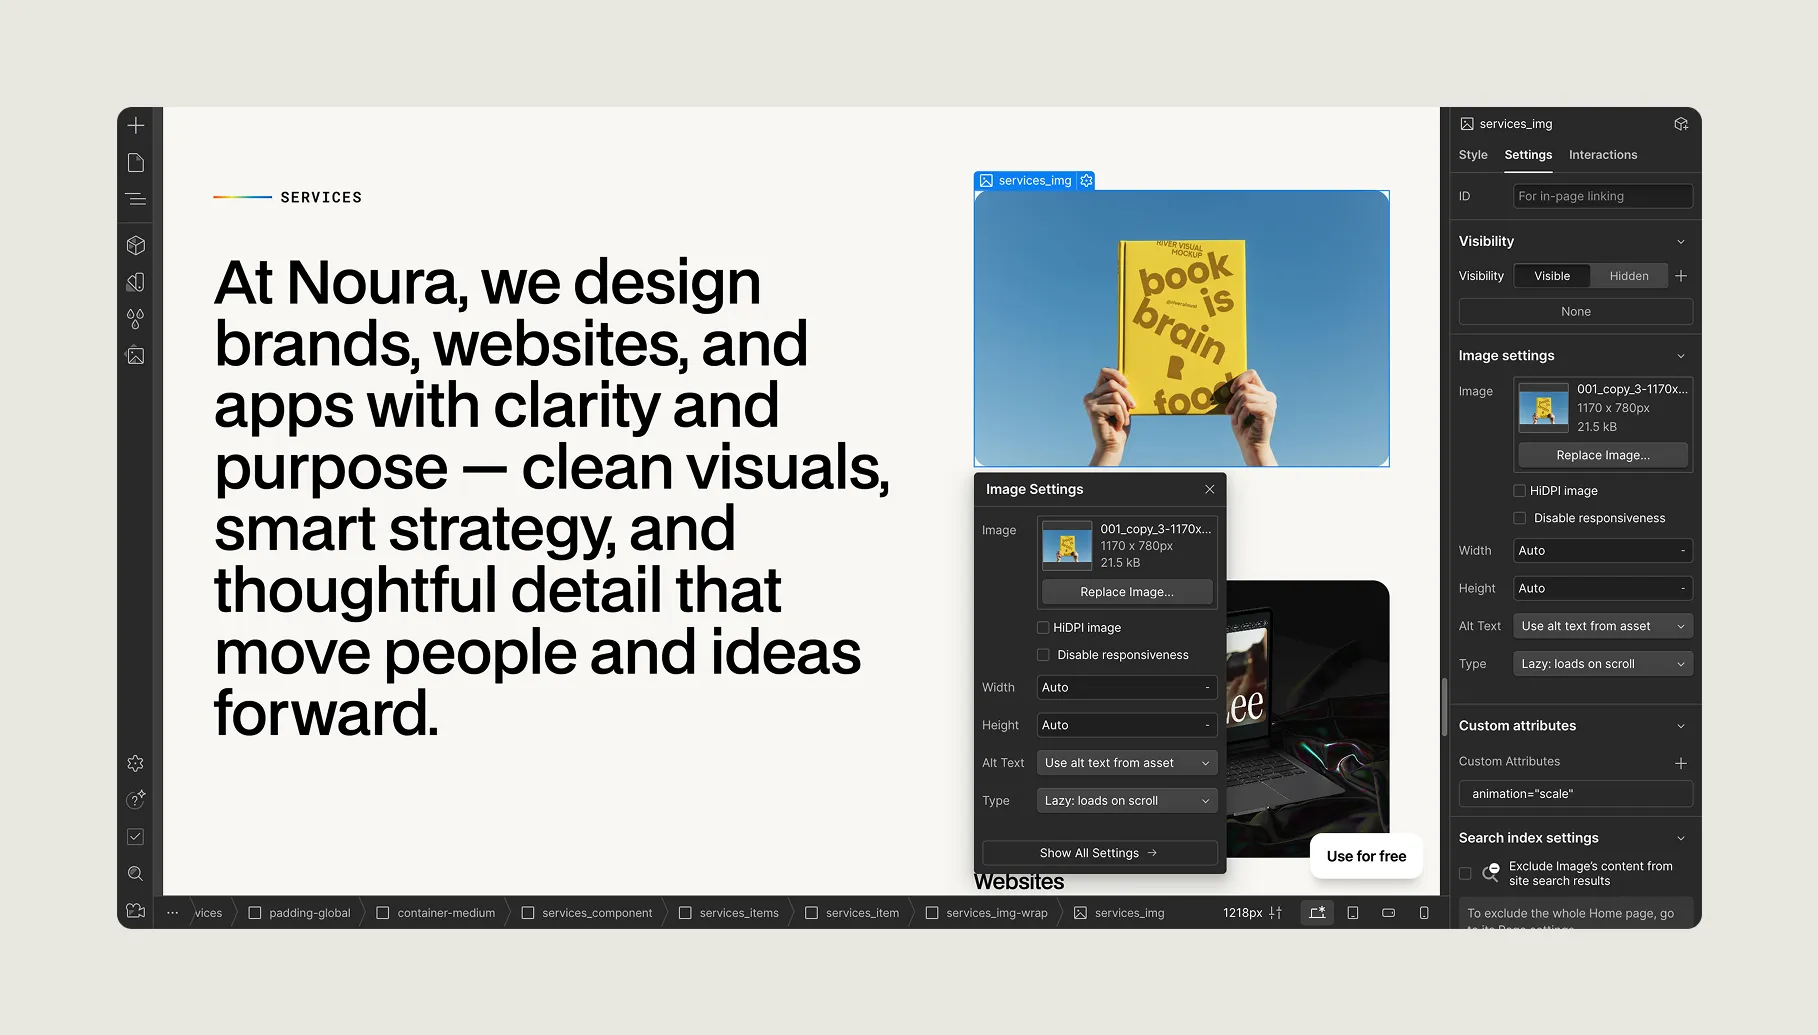 SERVICES
At Noura, we design
brands, websites, and
apps with clarity and
purpose — clean visuals,
smart strategy, and
thoughtful detail that
move people and ideas
forward.
services_img
RIVER VISUAL
MOCKUP
book
is
brain
food
Image Settings
Image
001_copy_3-1170x...
1170 x 780px
21.5 kB
Replace Image...
HiDPI image
Disable responsiveness
Width
Auto
-
Height
Auto
-
Alt Text
Use alt text from asset
Type
Lazy: loads on scroll
Show All Settings
Websites
Use for free
services_img
Style Settings Interactions
ID
For in-page linking
Visibility
Visibility
Visible
Hidden
None
Image settings
Image
001_copy_3-1170x...
1170 x 780px
21.5 kB
Replace Image...
HiDPI image
Disable responsiveness
Width
Auto
-
Height
Auto
-
Alt Text
Use alt text from asset
Type
Lazy: loads on scroll
Custom attributes
Custom Attributes
animation="scale"
Search index settings
Exclude Image's content from
site search results
To exclude the whole Home page, go
... vices padding-global container-medium services_component services_items services_item services_img-wrap services_img 1218px